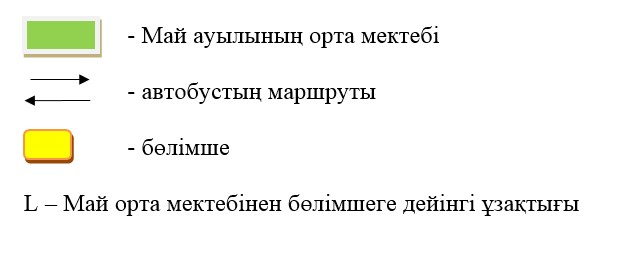 - Май ауылының орта мектебі
- автобустың маршруты
- бөлімше
L – Май орта мектебінен бөлімшеге дейінгі ұзақтығы